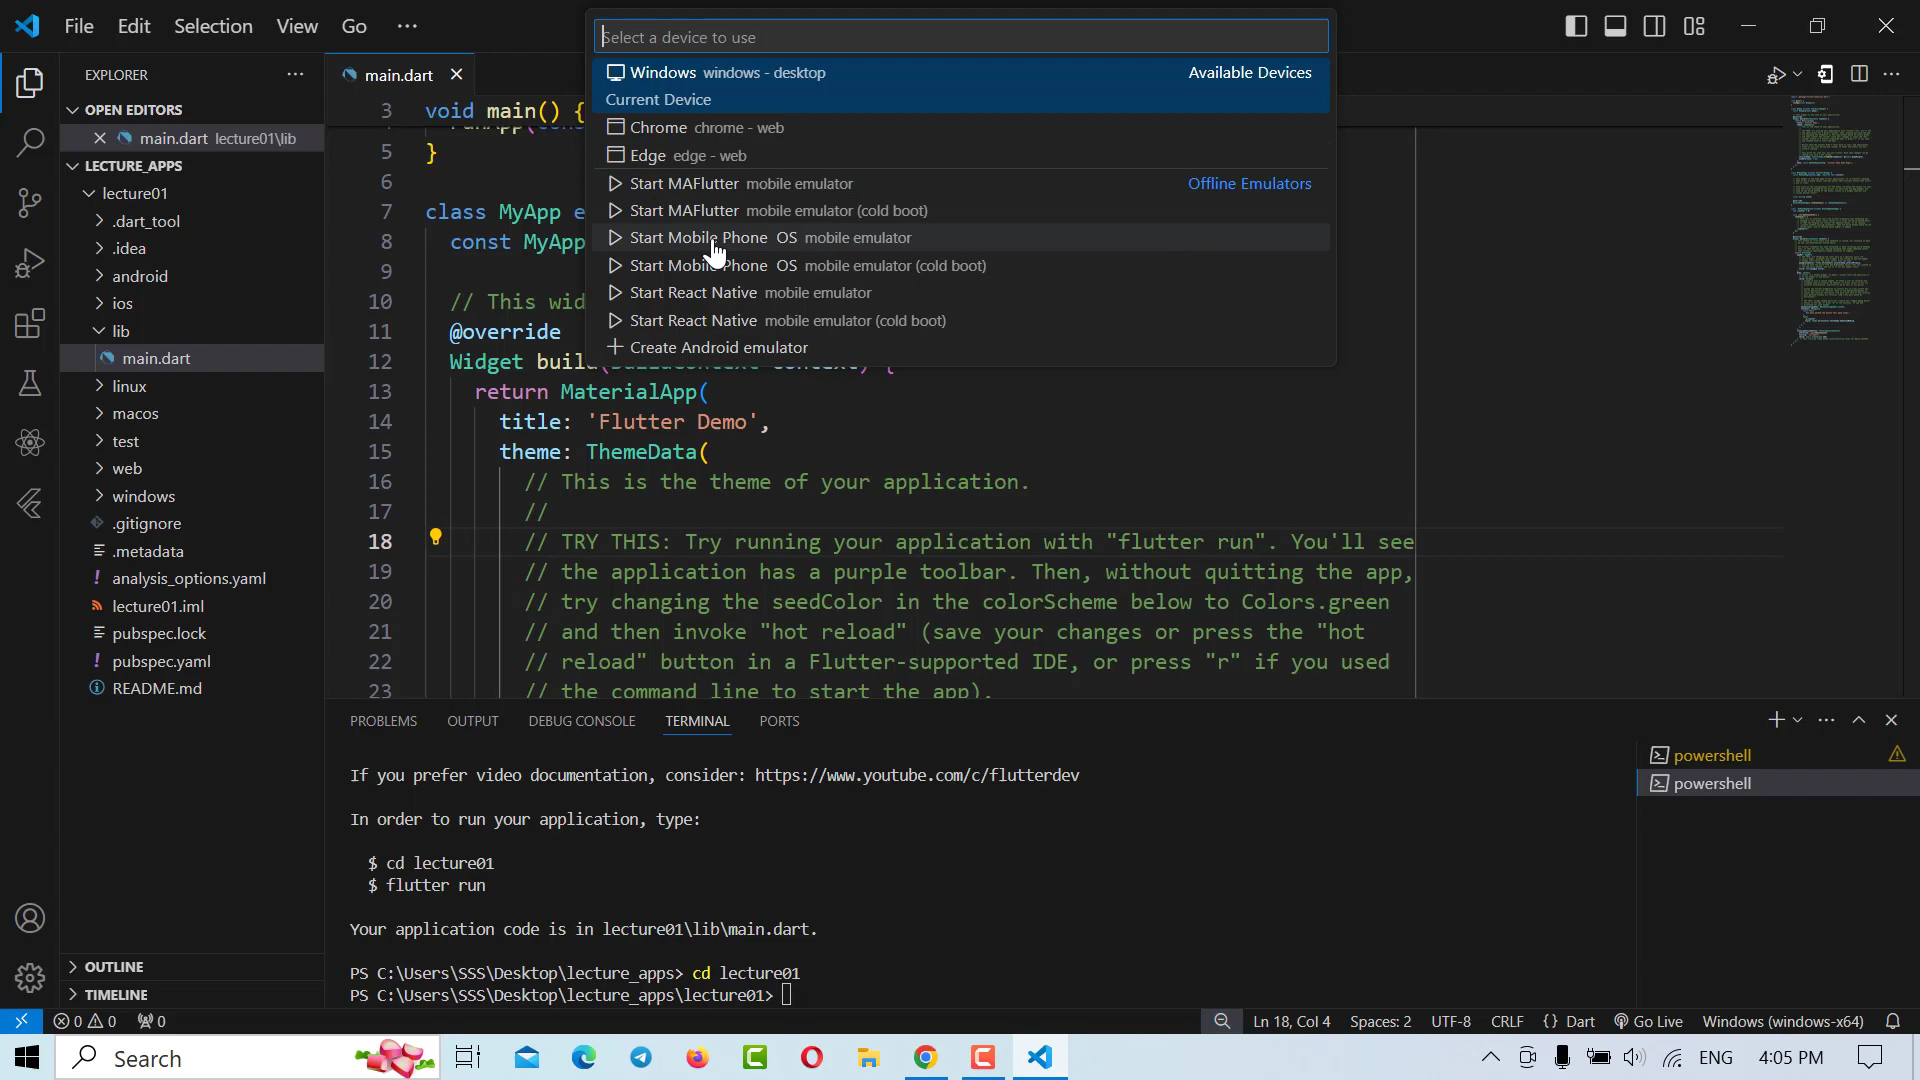 File Edit Selection View Go ···
Select a device to use
Windows windows - desktop Available Devices
Current Device
Chrome chrome - web
Edge edge - web
Start MAFlutter mobile emulator Offline Emulators
Start MAFlutter mobile emulator (cold boot)
Start Mobile Phone OS mobile emulator
Start Mobile Phone OS mobile emulator (cold boot)
Start React Native mobile emulator
Start React Native mobile emulator (cold boot)
Create Android emulator
EXPLORER
OPEN EDITORS
main.dart lecture01\lib
LECTURE_APPS
lecture01
.dart_tool
.idea
android
ios
lib
main.dart
linux
macos
test
web
windows
.gitignore
.metadata
analysis_options.yaml
lecture01.iml
pubspec.lock
pubspec.yaml
README.md
OUTLINE
TIMELINE
main.dart
3 void main() {
5 }
6
7 class MyApp e
8 const MyApp
9
10 // This wid
11 @override
12 Widget build(BuildContext context) {
13 return MaterialApp(
14 title: 'Flutter Demo',
15 theme: ThemeData(
16 // This is the theme of your application.
17 //
18 // TRY THIS: Try running your application with "flutter run". You'll see
19 // the application has a purple toolbar. Then, without quitting the app,
20 // try changing the seedColor in the colorScheme below to Colors.green
21 // and then invoke "hot reload" (save your changes or press the "hot
22 // reload" button in a Flutter-supported IDE, or press "r" if you used
23 // the command line to start the app).
PROBLEMS OUTPUT DEBUG CONSOLE TERMINAL PORTS
If you prefer video documentation, consider: https://www.youtube.com/c/flutterdev
In order to run your application, type:
$ cd lecture01
$ flutter run
Your application code is in lecture01\lib\main.dart.
PS C:\Users\SSS\Desktop\lecture_apps> cd lecture01
PS C:\Users\SSS\Desktop\lecture_apps\lecture01>
powershell
powershell
0 0 0 Ln 18, Col 4 Spaces: 2 UTF-8 CRLF {} Dart Go Live Windows (windows-x64)
Search ENG 4:05 PM